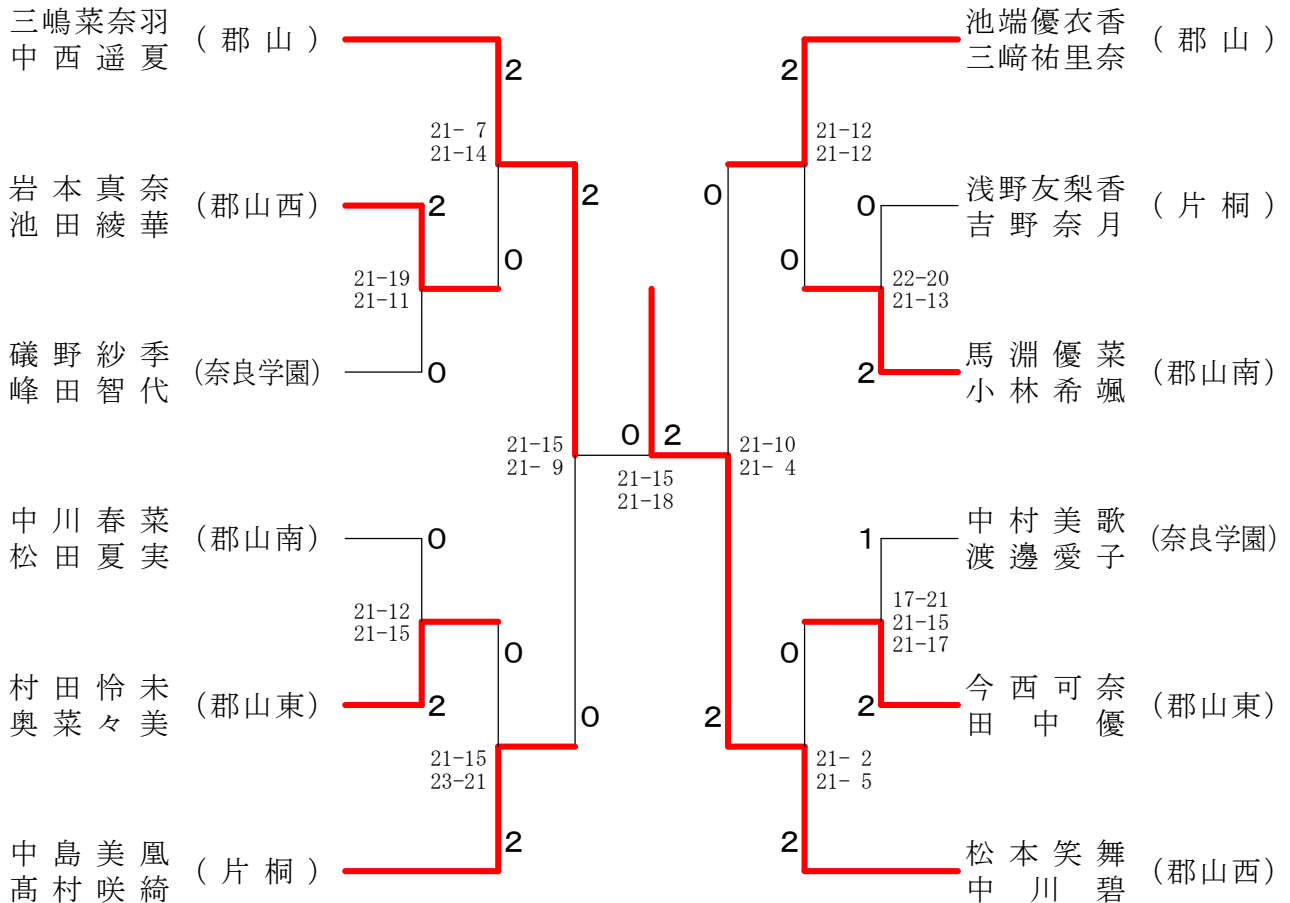 三嶋菜奈羽
中西遥夏
(郡山)
2
21- 7
21-14
岩本真奈
池田綾華
(郡山西)
2
0
21-19
21-11
礒野紗季
峰田智代
(奈良学園)
0
2
21-15
21- 9
中川春菜
松田夏実
(郡山南)
0
21-12
21-15
村田怜未
奥菜々美
(郡山東)
2
0
0
21-15
23-21
中島美凰
髙村咲綺
(片桐)
2
0 2
21-15
21-18
池端優衣香
三﨑祐里奈
(郡山)
2
21-12
21-12
0
浅野友梨香
吉野奈月
(片桐)
0
0
22-20
21-13
馬淵優菜
小林希颯
(郡山南)
2
21-10
21- 4
中村美歌
渡邊愛子
(奈良学園)
1
17-21
21-15
21-17
0
今西可奈
田中優
(郡山東)
2
2
21- 2
21- 5
松本笑舞
中川碧
(郡山西)
2